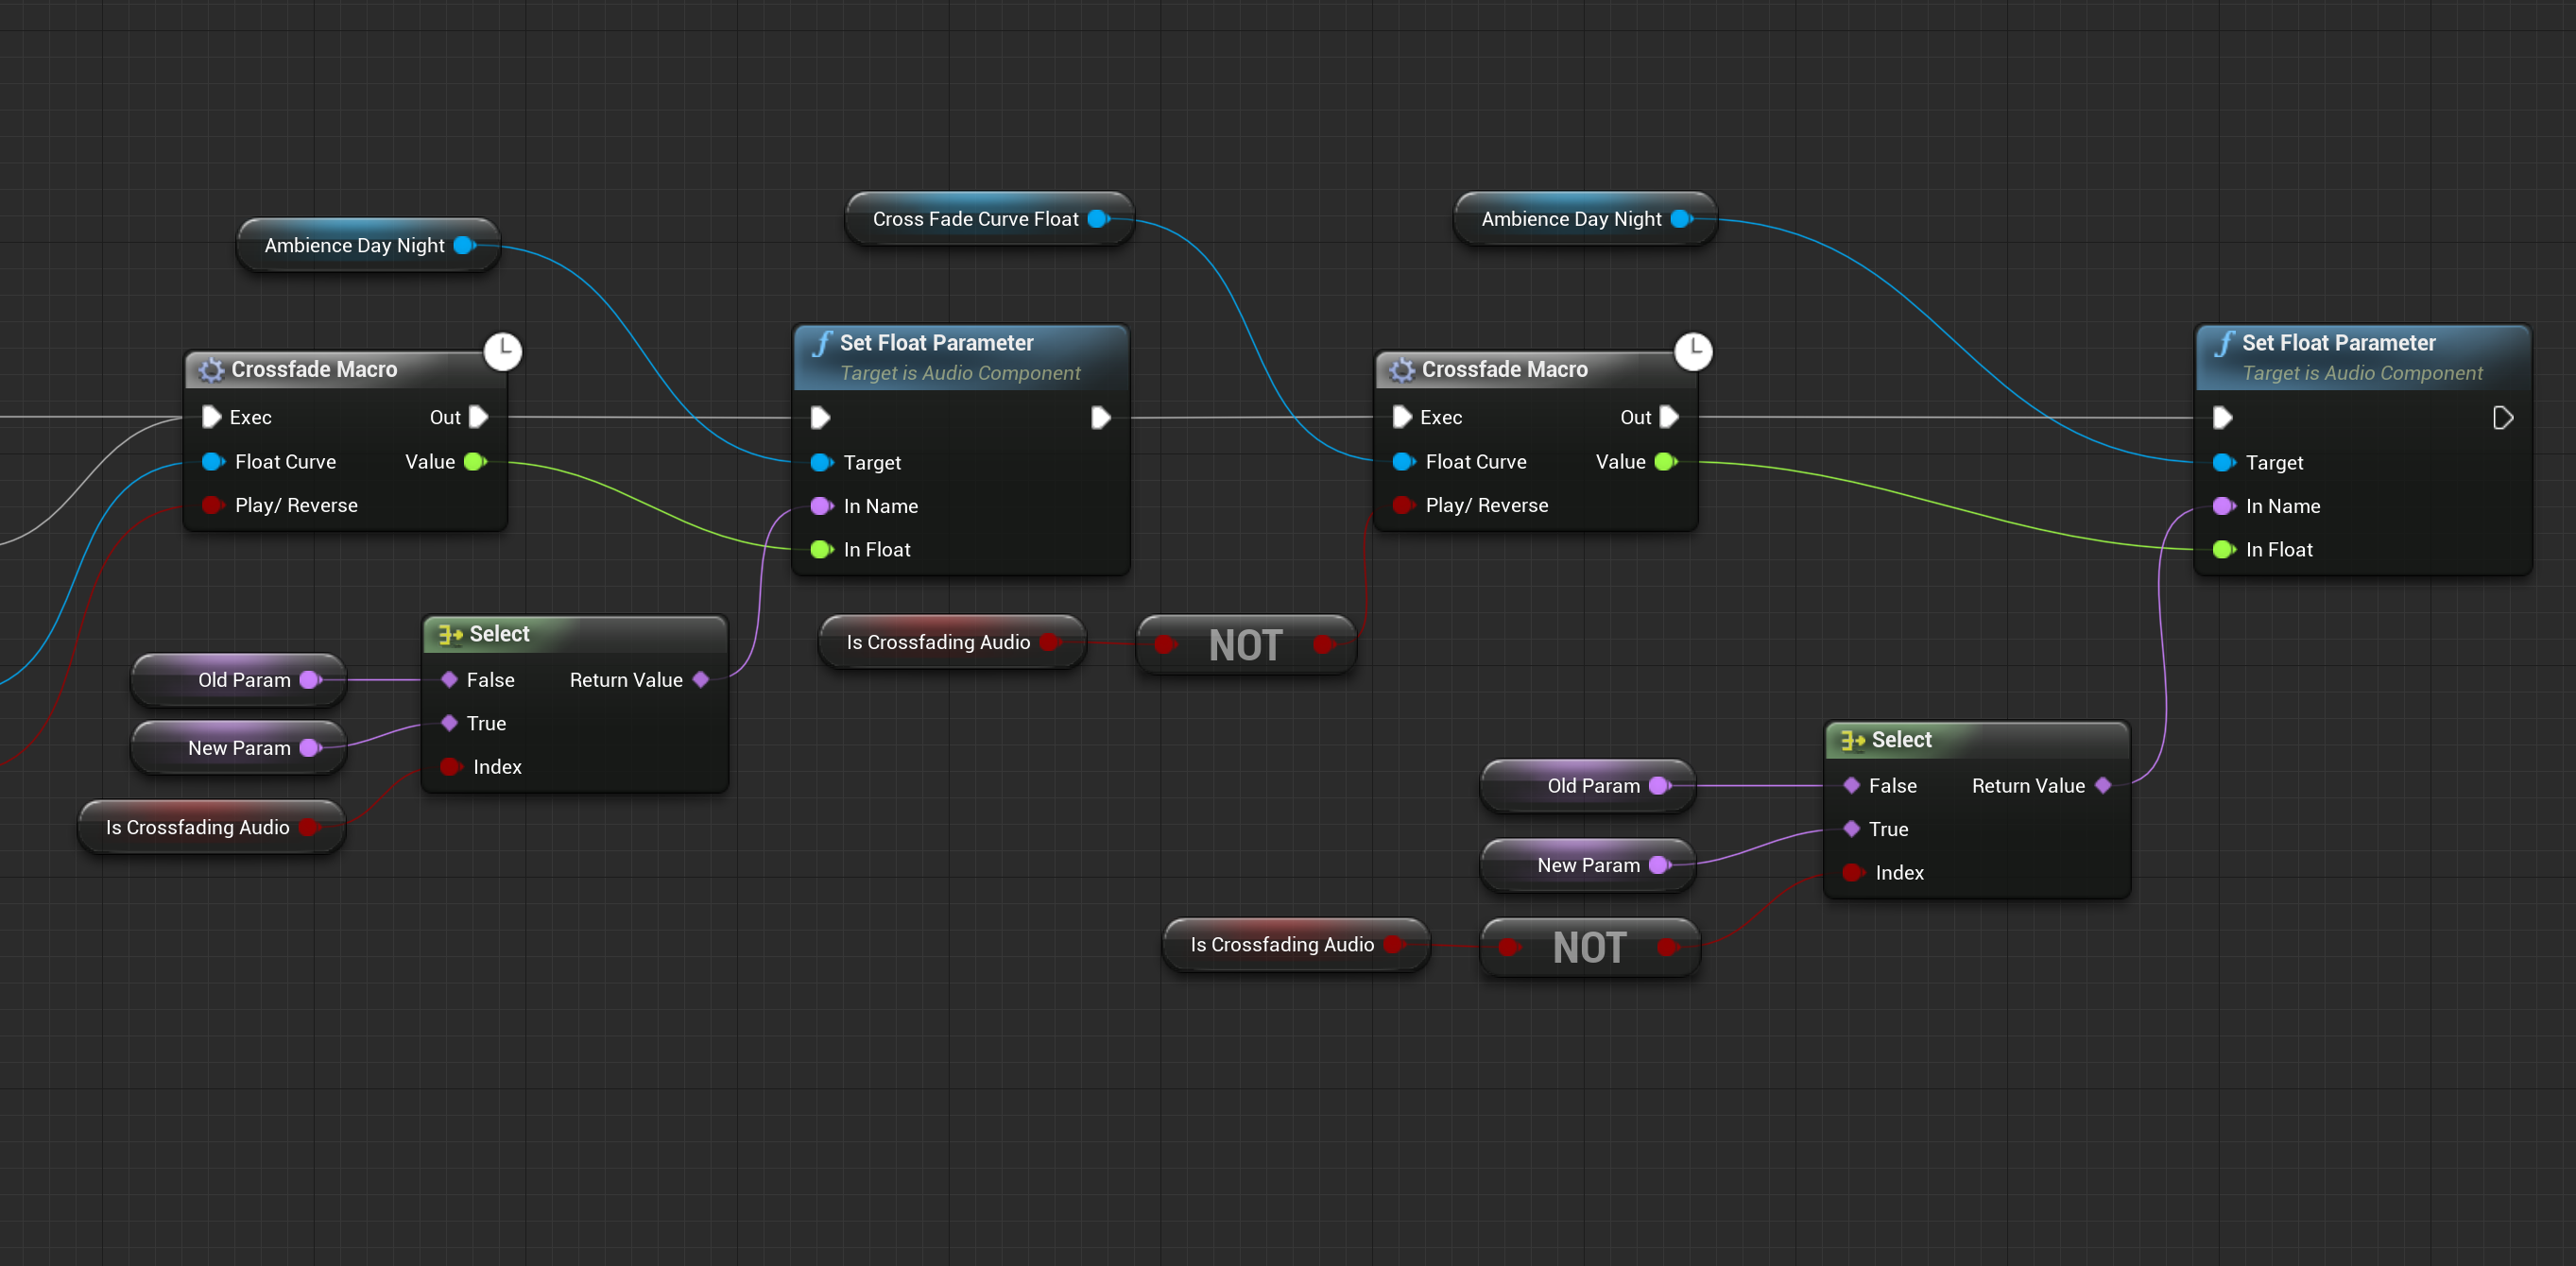 Ambience Day Night
Cross Fade Curve Float
Ambience Day Night
Crossfade Macro
Exec
Out
Float Curve
Value
Play/ Reverse
Set Float Parameter
Target is Audio Component
Target
In Name
In Float
Crossfade Macro
Exec
Out
Float Curve
Value
Play/ Reverse
Set Float Parameter
Target is Audio Component
Target
In Name
In Float
Old Param
New Param
Is Crossfading Audio
Select
False
Return Value
True
Index
Is Crossfading Audio
NOT
Old Param
New Param
Is Crossfading Audio
NOT
Select
False
Return Value
True
Index